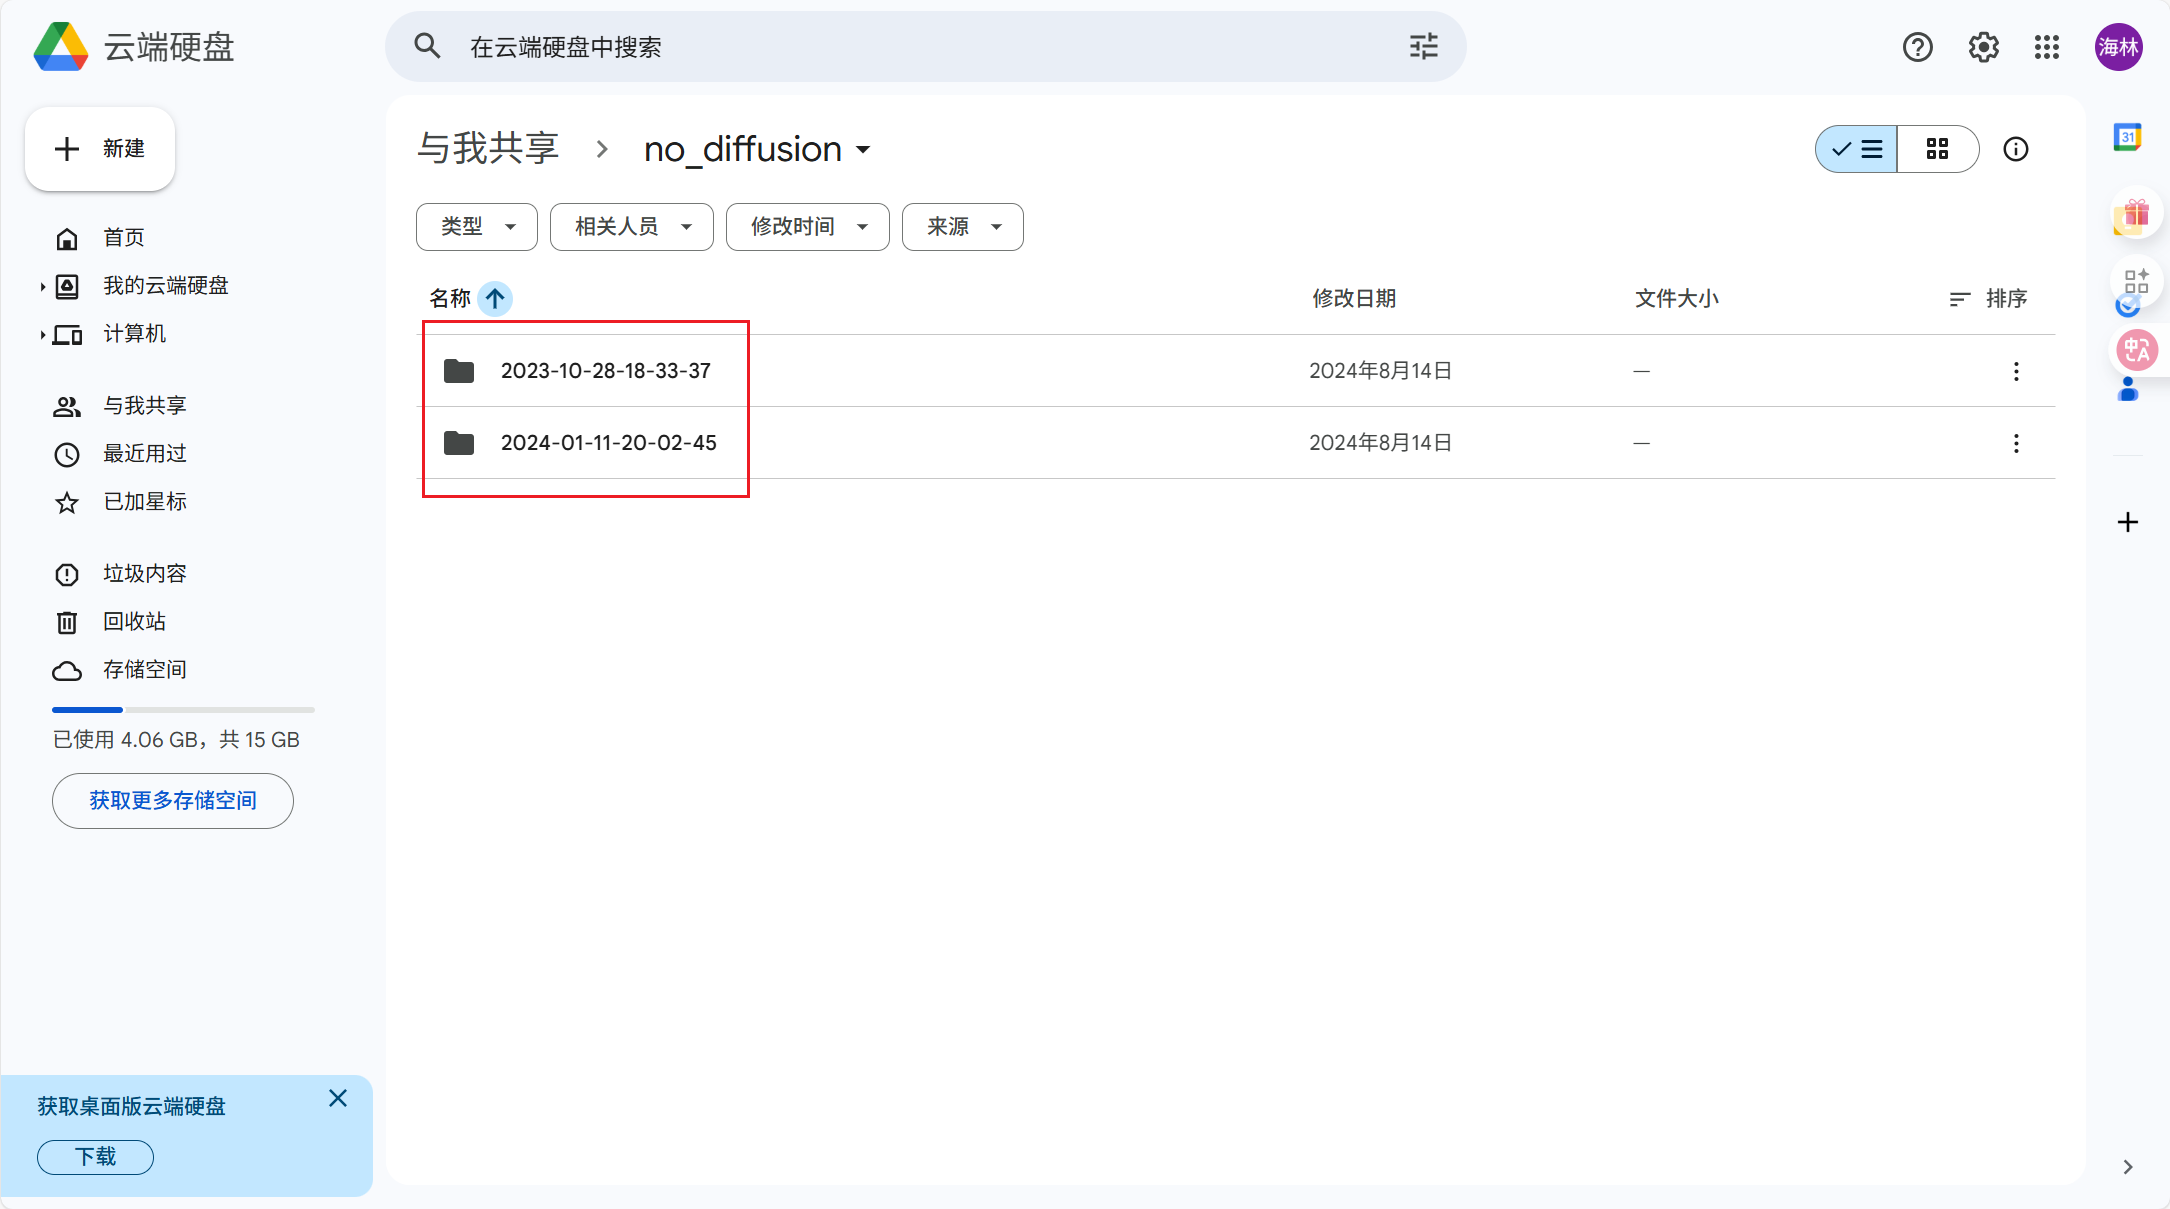 云端硬盘
在云端硬盘中搜索
海林
新建
首页
我的云端硬盘
计算机
与我共享
最近用过
已加星标
垃圾内容
回收站
存储空间
已使用 4.06 GB，共 15 GB
获取更多存储空间
获取桌面版云端硬盘
下载
与我共享 no_diffusion
类型 相关人员 修改时间 来源
名称 修改日期 文件大小 排序
2023-10-28-18-33-37 2024年8月14日 —
2024-01-11-20-02-45 2024年8月14日 —
31
中A